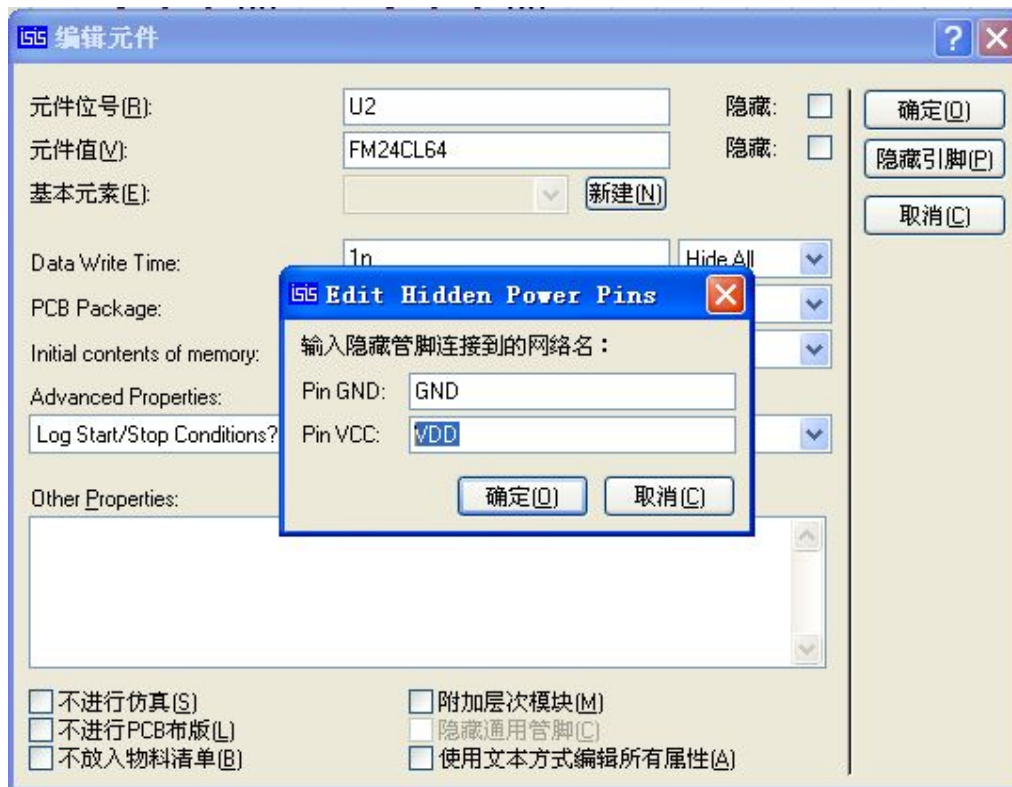 isis 编辑元件
元件位号(R): U2 隐藏: 确定(O)
元件值(V): FM24CL64 隐藏: 隐藏引脚(P)
基本元素(E): 新建(N)
取消(C)
Data Write Time: 1n Hide All
PCB Package:
Initial contents of memory:
Advanced Properties:
Log Start/Stop Conditions?
isis Edit Hidden Power Pins
输入隐藏管脚连接到的网络名：
Pin GND: GND
Pin VCC: VDD
确定(O) 取消(C)
Other Properties:
不进行仿真(S) 附加层次模块(M)
不进行PCB布版(L) 隐藏通用管脚(C)
不放入物料清单(B) 使用文本方式编辑所有属性(A)